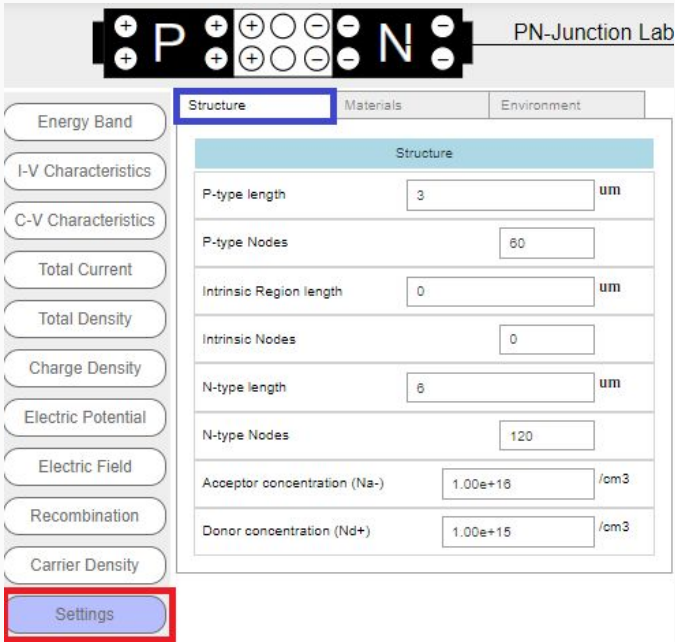 P N
PN-Junction Lab
Structure Materials Environment
Energy Band
I-V Characteristics
C-V Characteristics
Total Current
Total Density
Charge Density
Electric Potential
Electric Field
Recombination
Carrier Density
Settings
Structure
P-type length 3 um
P-type Nodes 60
Intrinsic Region length 0 um
Intrinsic Nodes 0
N-type length 6 um
N-type Nodes 120
Acceptor concentration (Na-) 1.00e+16 /cm3
Donor concentration (Nd+) 1.00e+15 /cm3